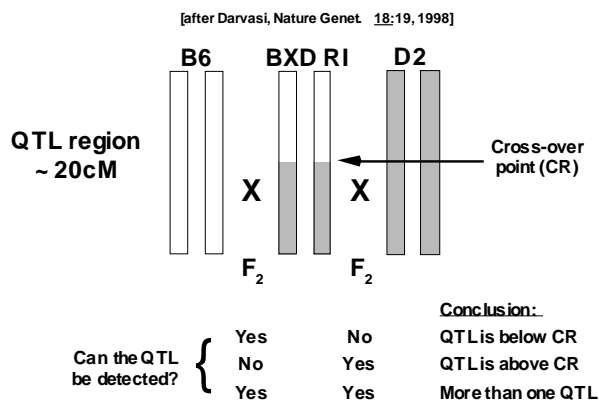 [after Darvasi, Nature Genet. 18:19, 1998]
B6 BXD RI D2
QTL region
~ 20cM
Cross-over
point (CR)
X X
F2 F2
Conclusion:
Yes No QTL is below CR
Can the QTL
be detected?
{
No Yes QTL is above CR
Yes Yes More than one QTL